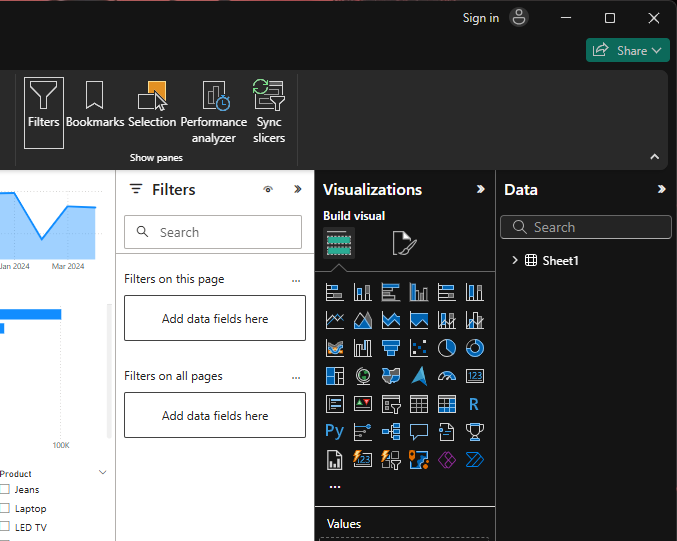 Sign in
Share
Filters
Bookmarks
Selection
Performance analyzer
Sync slicers
Show panes
Jan 2024
Mar 2024
100K
Product
Jeans
Laptop
LED TV
Filters
Search
Filters on this page
...
Add data fields here
Filters on all pages
...
Add data fields here
Visualizations
Build visual
123
R
Py
123
...
Values
Data
Search
Sheet1